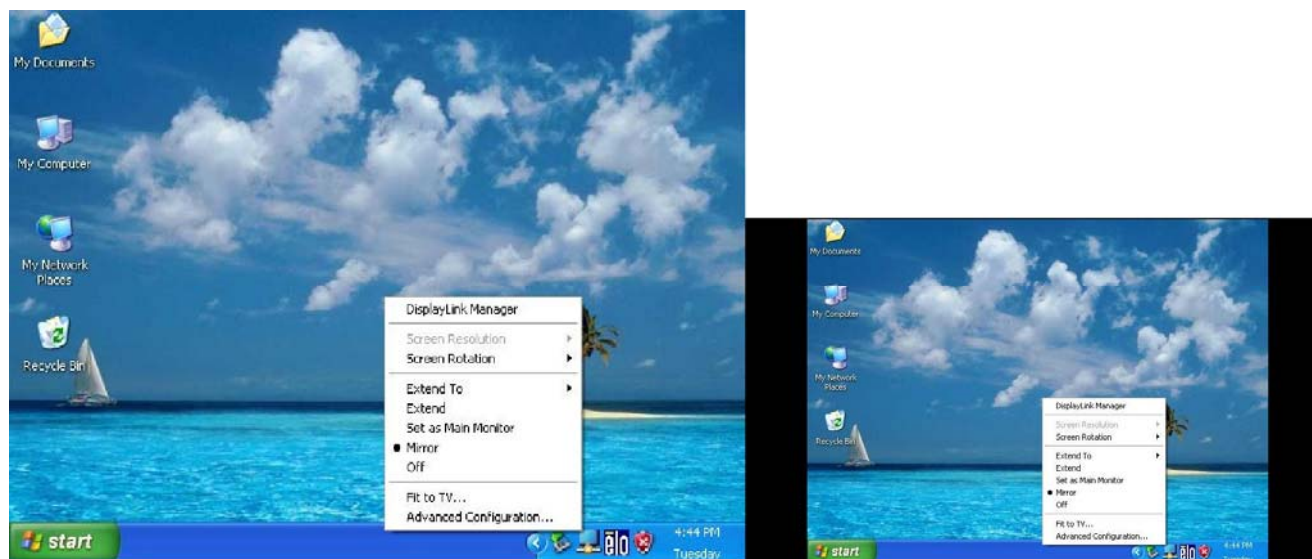 My Documents
My Computer
My Network
Places
Recycle Bin
DisplayLink Manager
Screen Resolution
Screen Rotation
Extend To
Extend
Set as Main Monitor
Mirror
Off
Fit to TV...
Advanced Configuration...
start
elo
4:44 PM
Tuesday
My Documents
My Computer
My Network
Places
Recycle Bin
DisplayLink Manager
Screen Resolution
Screen Rotation
Extend To
Extend
Set as Main Monitor
Mirror
Off
Fit to TV...
Advanced Configuration...
start
elo
4:44 PM